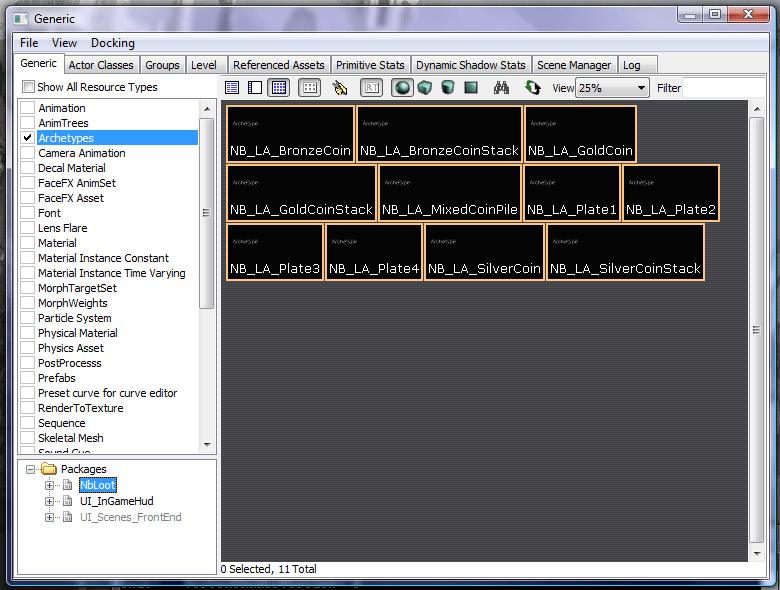 Generic
File View Docking
Generic Actor Classes Groups Level Referenced Assets Primitive Stats Dynamic Shadow Stats Scene Manager Log
Show All Resource Types
RT View 25% Filter
Animation
AnimTrees
Archetypes
Camera Animation
Decal Material
FaceFX AnimSet
FaceFX Asset
Font
Lens Flare
Material
Material Instance Constant
Material Instance Time Varying
MorphTargetSet
MorphWeights
Particle System
Physical Material
Physics Asset
PostProcesss
Prefabs
Preset curve for curve editor
RenderToTexture
Sequence
Skeletal Mesh
Sound Cue
Packages
NbLoot
UI_InGameHud
UI_Scenes_FrontEnd
Archetype Archetype Archetype
NB_LA_BronzeCoin NB_LA_BronzeCoinStack NB_LA_GoldCoin
Archetype Archetype Archetype Archetype
NB_LA_GoldCoinStack NB_LA_MixedCoinPile NB_LA_Plate1 NB_LA_Plate2
Archetype Archetype Archetype Archetype
NB_LA_Plate3 NB_LA_Plate4 NB_LA_SilverCoin NB_LA_SilverCoinStack
0 Selected, 11 Total